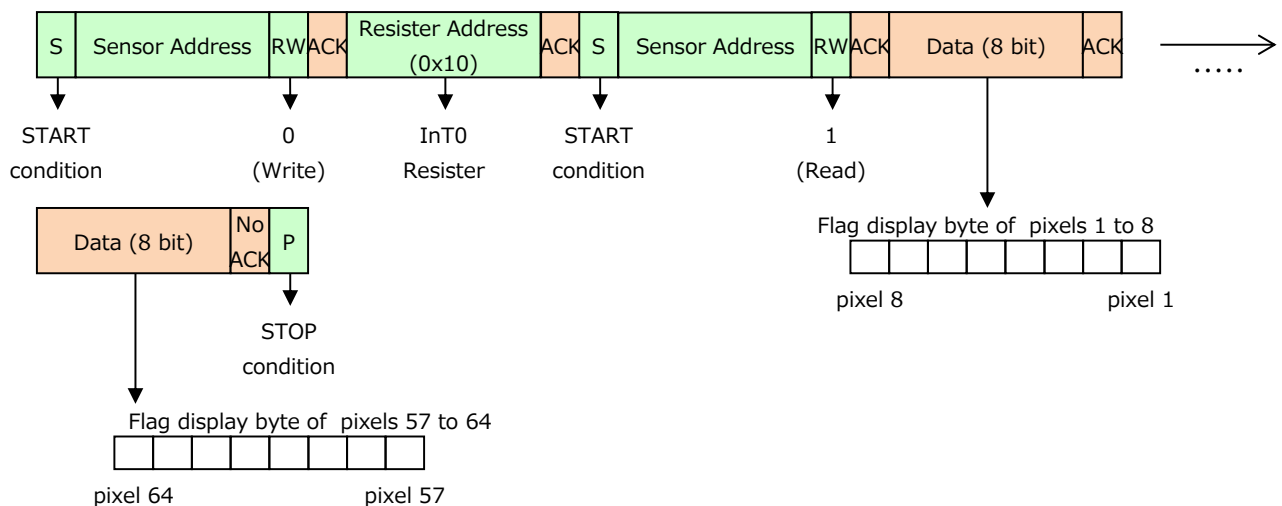 S Sensor Address RW ACK Resister Address (0x10) ACK S Sensor Address RW ACK Data (8 bit) ACK
.....
START condition
0 (Write)
InT0 Resister
START condition
1 (Read)
Flag display byte of pixels 1 to 8
pixel 8 pixel 1
Data (8 bit) No ACK P
STOP condition
Flag display byte of pixels 57 to 64
pixel 64 pixel 57